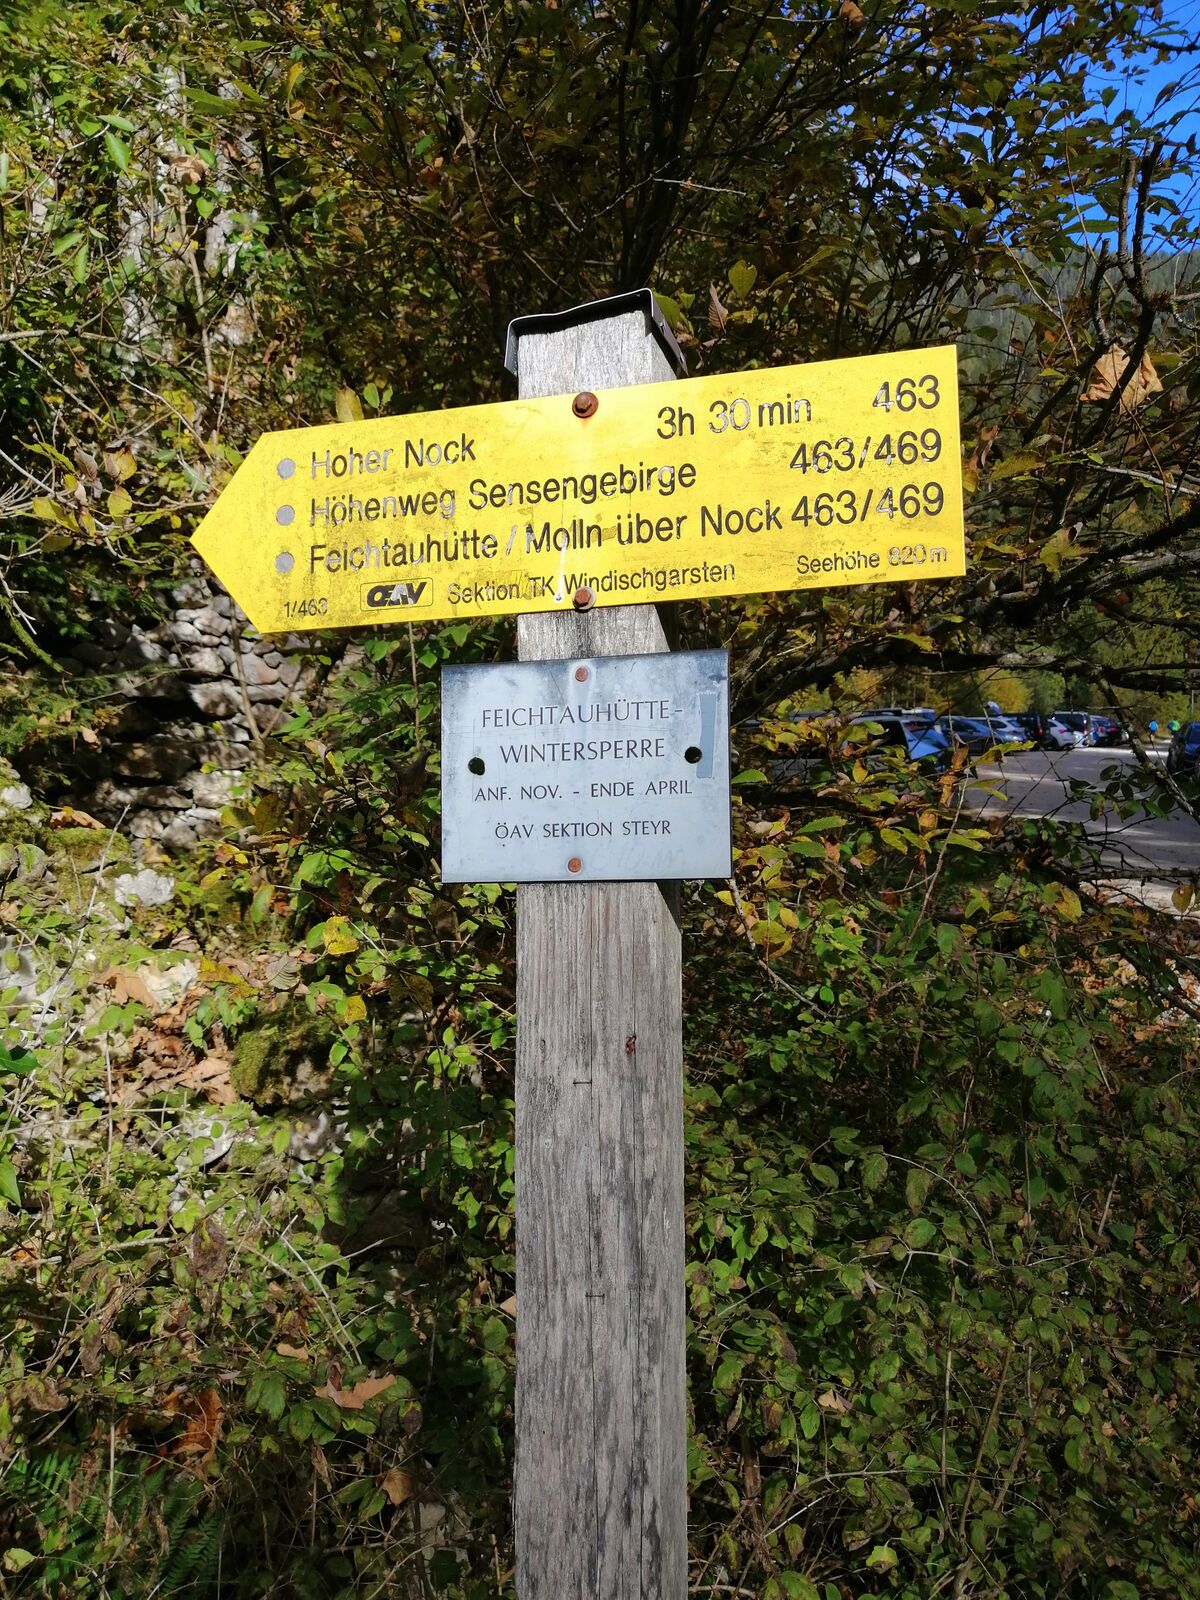 Hoher Nock 3h 30 min 463
Höhenweg Sensengebirge 463/469
Feichtauhütte / Molln über Nock 463/469
1/463 OEAV Sektion TK Windischgarsten Seehöhe 820 m
FEICHTAUHÜTTE-
WINTERSPERRE
ANF. NOV. - ENDE APRIL
ÖAV SEKTION STEYR